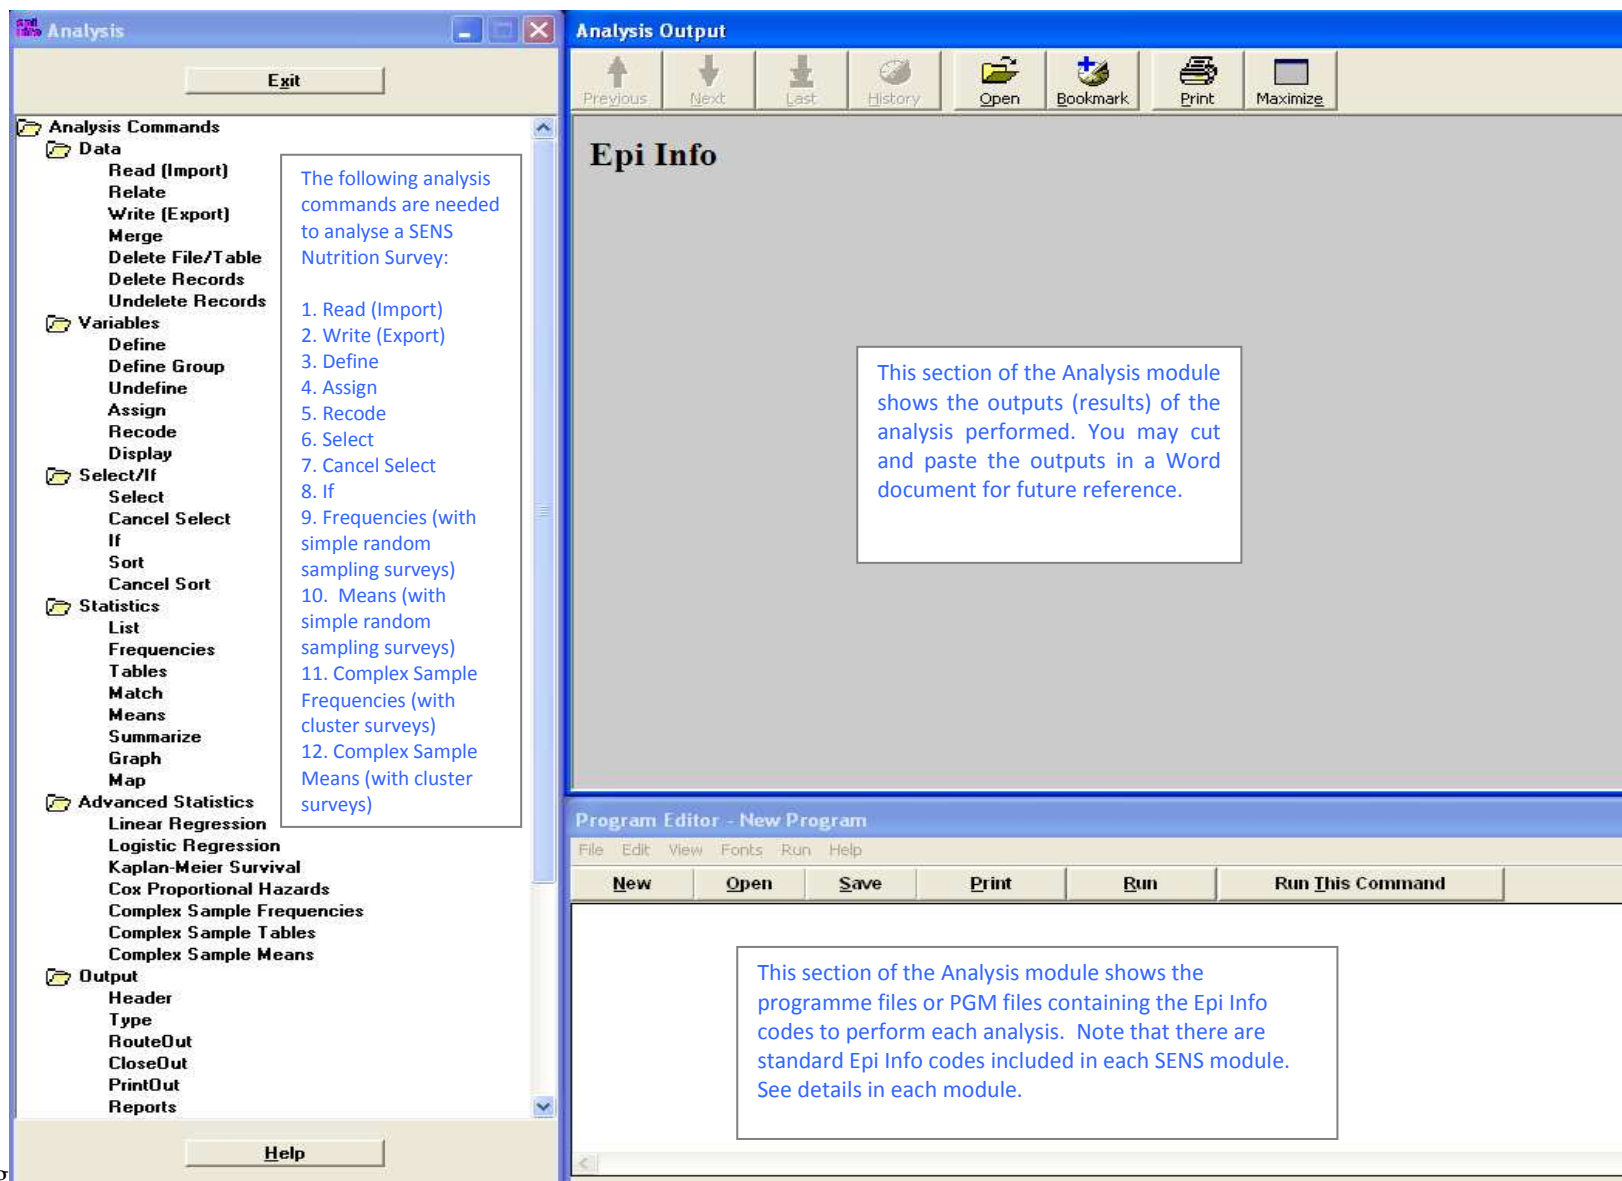 Analysis
Exit
Analysis Commands
Data
Read (Import)
Relate
Write (Export)
Merge
Delete File/Table
Delete Records
Undelete Records
Variables
Define
Define Group
Undefine
Assign
Recode
Display
Select/If
Select
Cancel Select
If
Sort
Cancel Sort
Statistics
List
Frequencies
Tables
Match
Means
Summarize
Graph
Map
Advanced Statistics
Linear Regression
Logistic Regression
Kaplan-Meier Survival
Cox Proportional Hazards
Complex Sample Frequencies
Complex Sample Tables
Complex Sample Means
Output
Header
Type
RouteOut
CloseOut
PrintOut
Reports
Help
The following analysis
commands are needed
to analyse a SENS
Nutrition Survey:
1. Read (Import)
2. Write (Export)
3. Define
4. Assign
5. Recode
6. Select
7. Cancel Select
8. If
9. Frequencies (with
simple random
sampling surveys)
10. Means (with
simple random
sampling surveys)
11. Complex Sample
Frequencies (with
cluster surveys)
12. Complex Sample
Means (with cluster
surveys)
Analysis Output
Previous Next Last History Open Bookmark Print Maximize
Epi Info
This section of the Analysis module
shows the outputs (results) of the
analysis performed. You may cut
and paste the outputs in a Word
document for future reference.
Program Editor - New Program
File Edit View Fonts Run Help
New Open Save Print Run Run This Command
This section of the Analysis module shows the
programme files or PGM files containing the Epi Info
codes to perform each analysis. Note that there are
standard Epi Info codes included in each SENS module.
See details in each module.